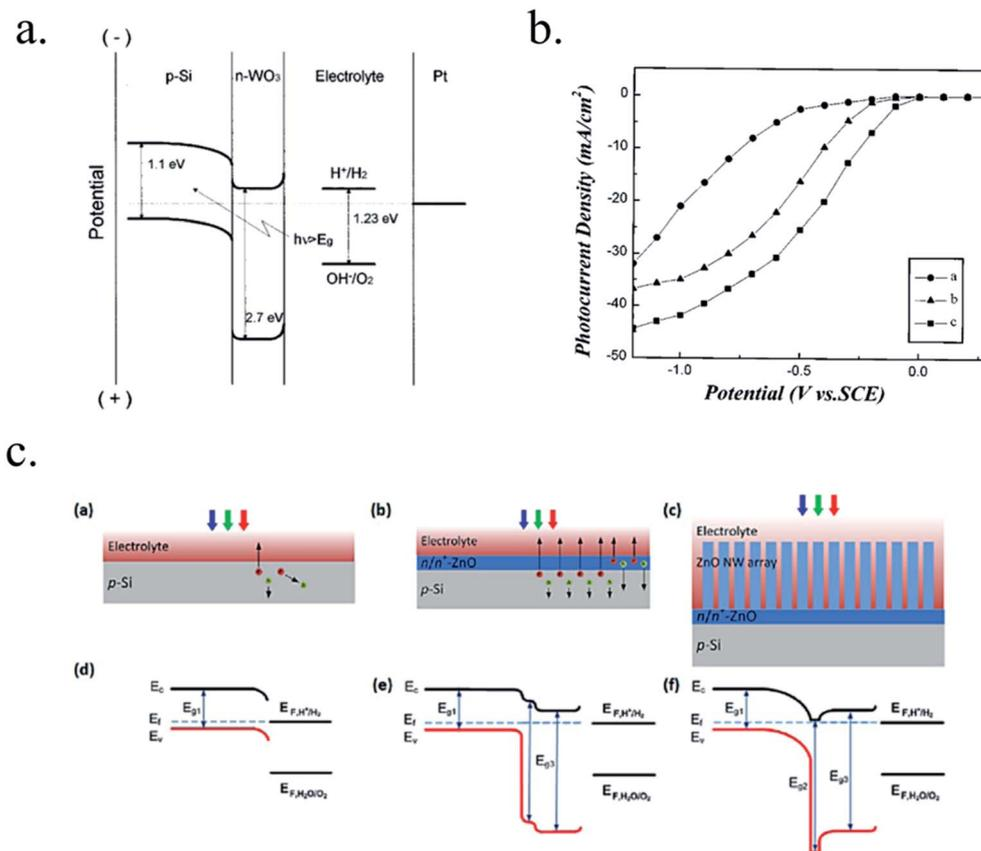 a.
(-)
p-Si n-WO3 Electrolyte Pt
1.1 eV
H+/H2
1.23 eV
hν>Eg
OH-/O2
2.7 eV
Potential
(+)
b.
0
-10
-20
-30
-40
-50
-1.0 -0.5 0.0
Photocurrent Density (mA/cm2)
Potential (V vs.SCE)
a
b
c
c.
(a)
Electrolyte
p-Si
(b)
Electrolyte
n/n+-ZnO
p-Si
(c)
Electrolyte
ZnO NW array
n/n+-ZnO
p-Si
(d)
Ec
Eg1
Ef
Ev
EF,H+/H2
EF,H2O/O2
(e)
Ec
Eg1
Ef
Ev
Eg3
EF,H+/H2
EF,H2O/O2
(f)
Ec
Eg1
Ef
Ev
Eg2
Eg3
EF,H+/H2
EF,H2O/O2